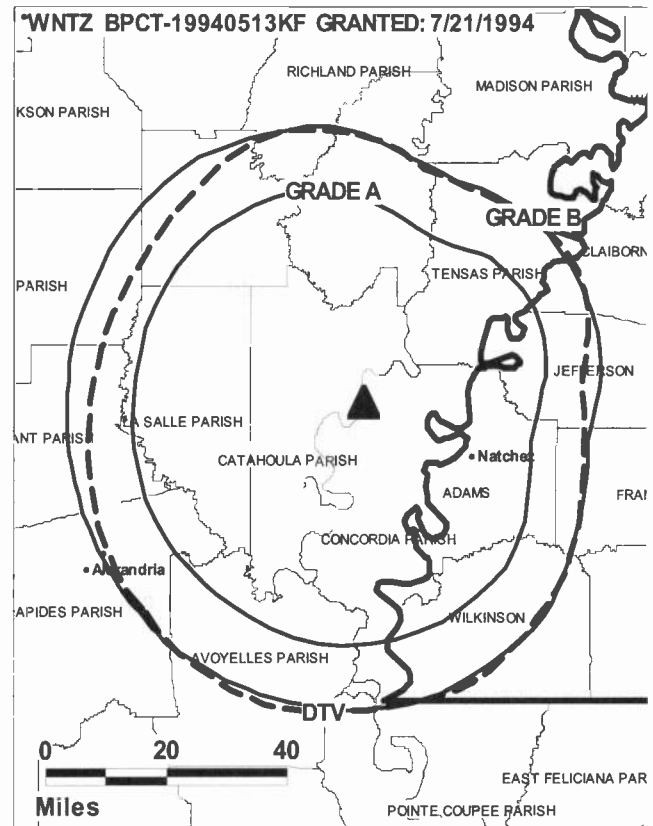 *WNTZ BPCT-19940513KF GRANTED: 7/21/1994
RICHLAND PARISH
MADISON PARISH
KSON PARISH
GRADE A
GRADE B
CLAIBORN
TENSAS PARISH
PARISH
JEFFERSON
LA SALLE PARISH
ANT PARISH
CATAHOULA PARISH
Natchez
ADAMS
FRAN
CONCORDIA PARISH
Alexandria
APIDES PARISH
WILKINSON
AVOYELLES PARISH
DTV
0 20 40
Miles
EAST FELICIANA PAR
POINTE COUPEE PARISH